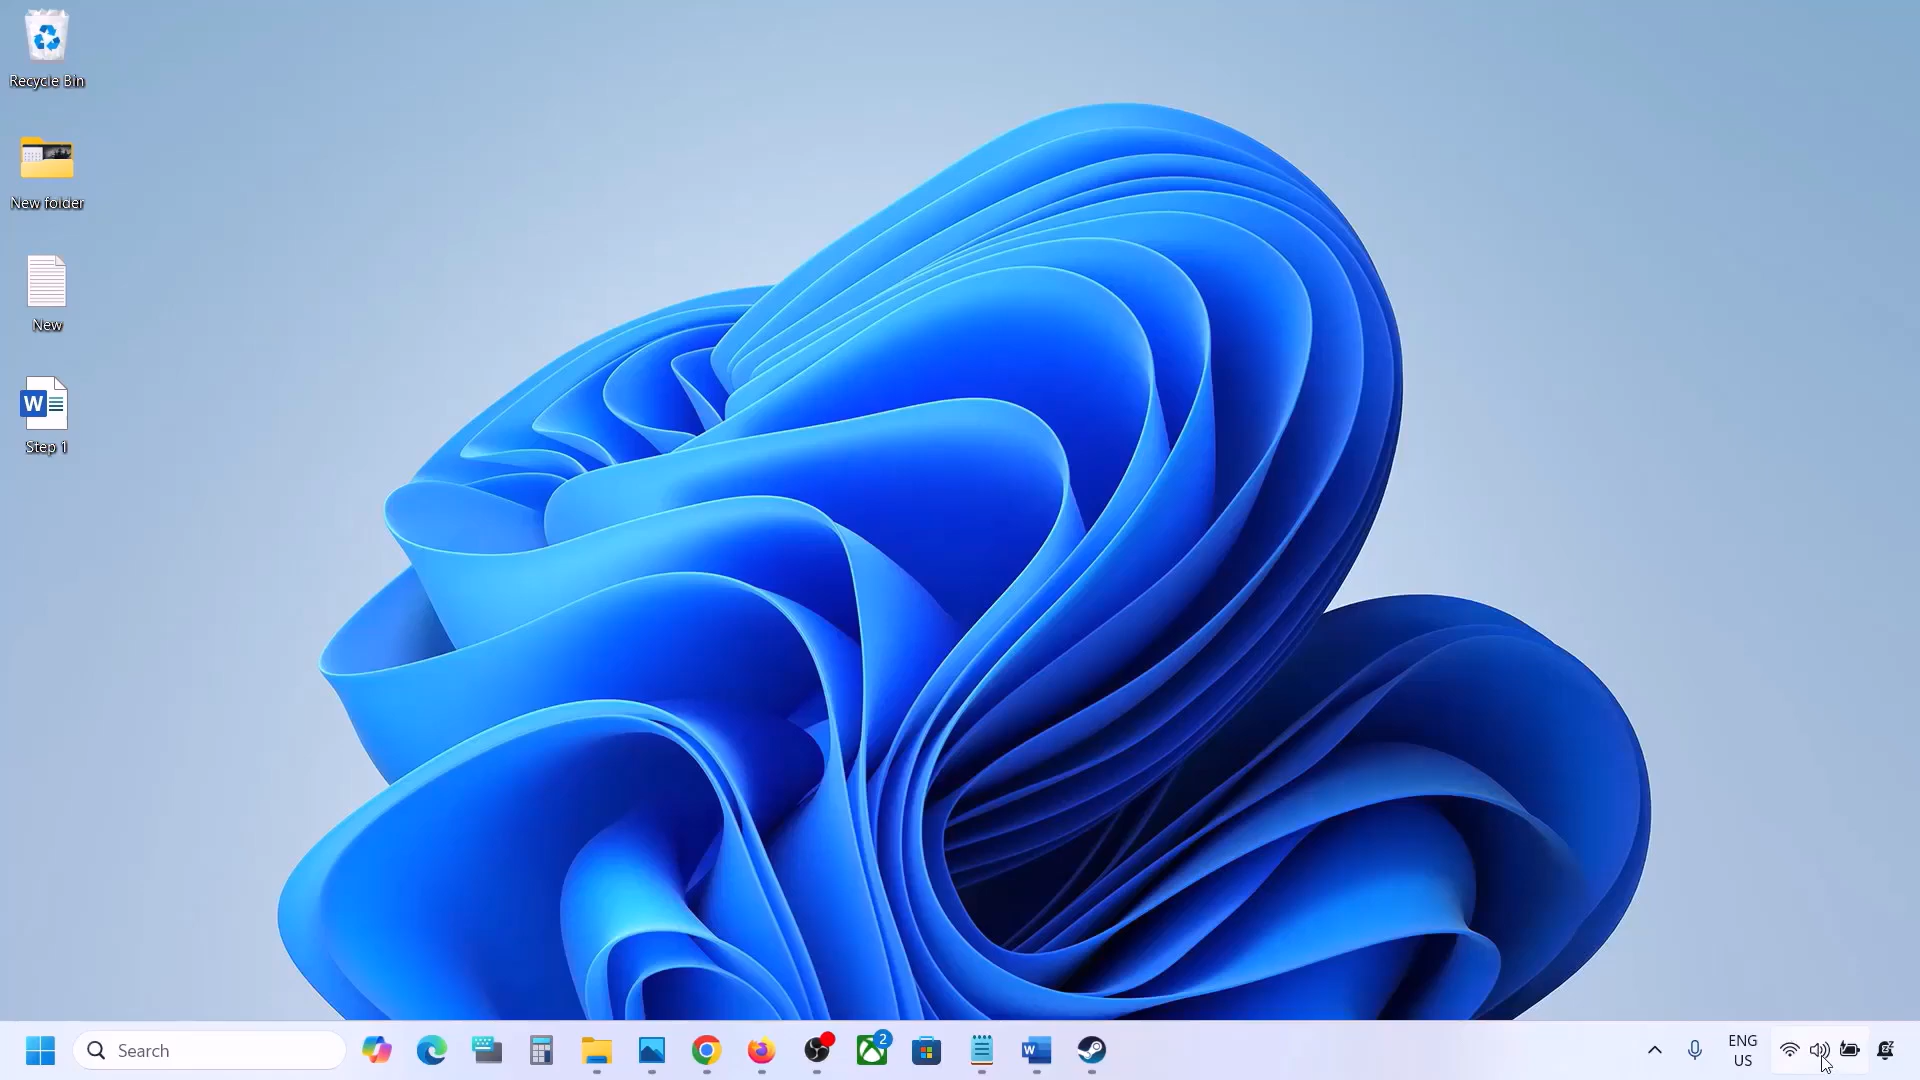 Recycle Bin
New folder
New
W
Step 1
Search
2
W
ENG
US